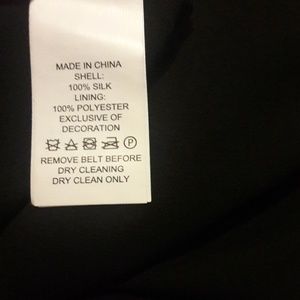 MADE IN CHINA
SHELL:
100% SILK
LINING:
100% POLYESTER
EXCLUSIVE OF
DECORATION
P
REMOVE BELT BEFORE
DRY CLEANING
DRY CLEAN ONLY